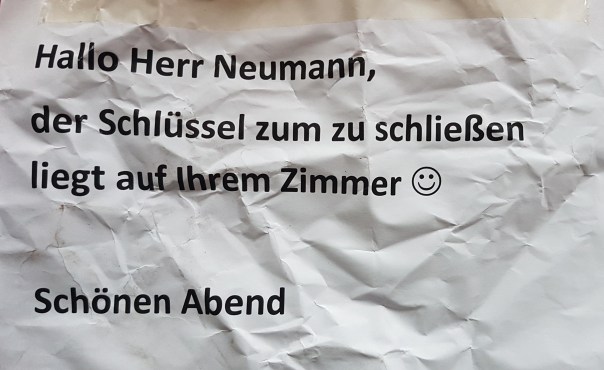 Hallo Herr Neumann,
der Schlüssel zum zu schließen
liegt auf Ihrem Zimmer ☺
Schönen Abend